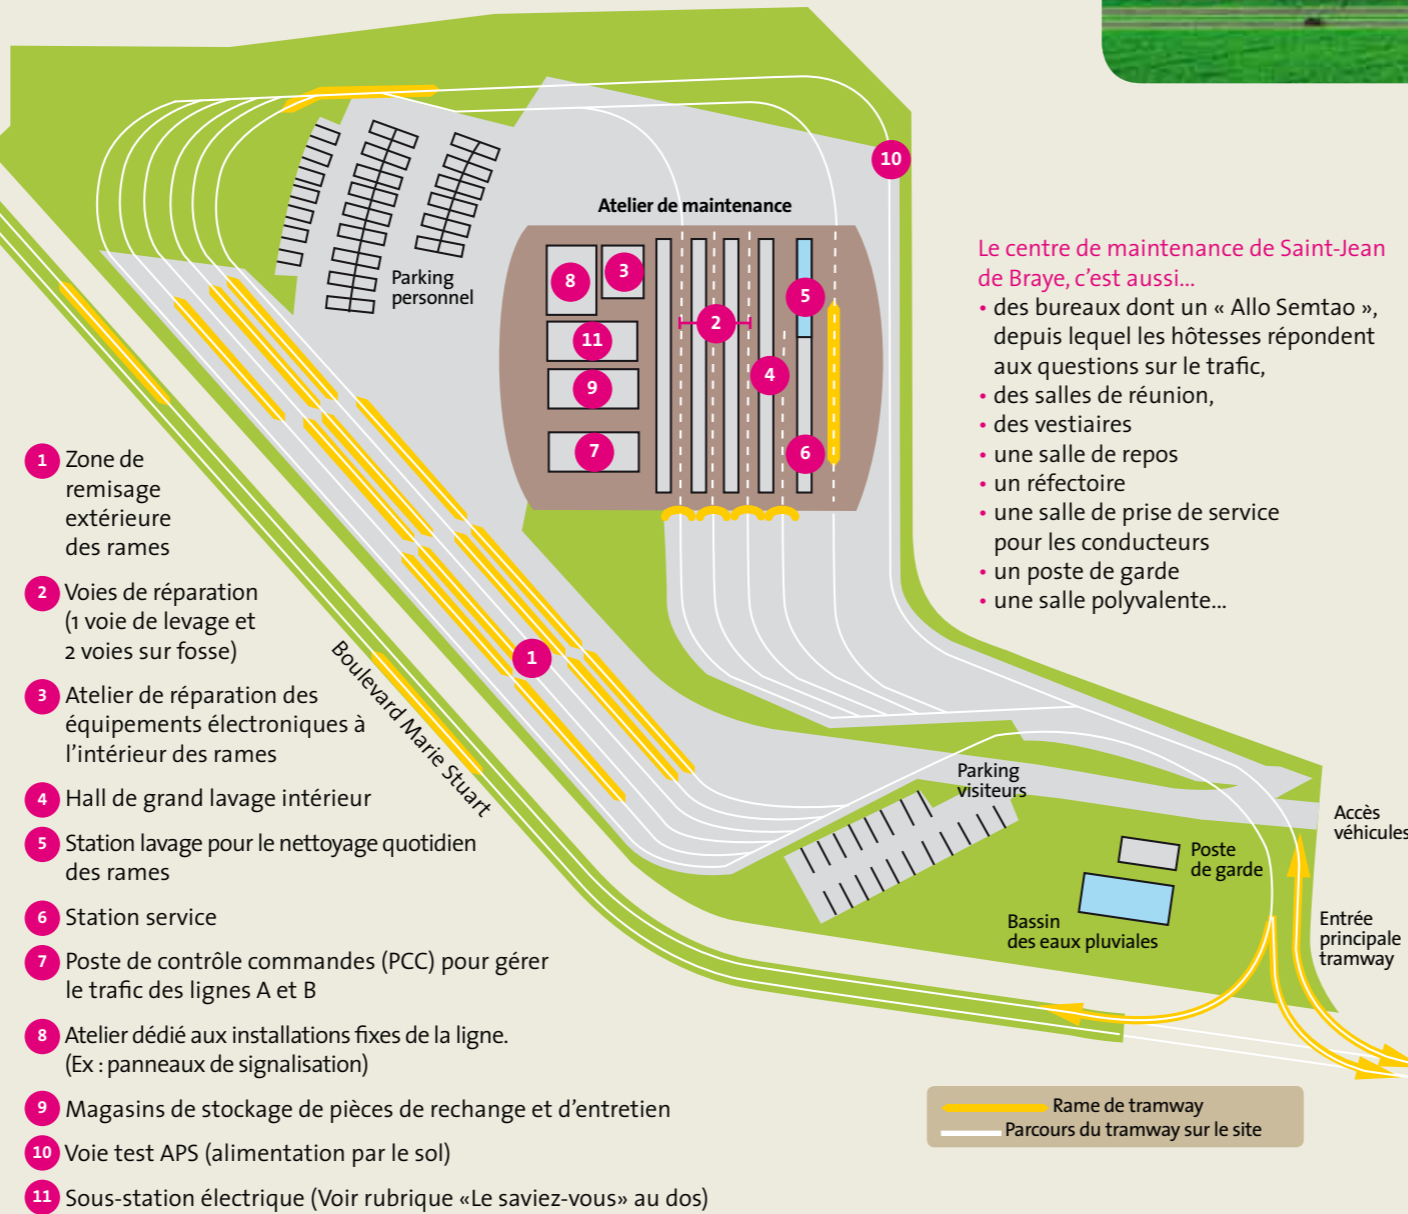 Atelier de maintenance
10
8
3
5
2
11
4
9
7
6
1
Parking
personnel
Boulevard Marie Stuart
Parking
visiteurs
Poste
de garde
Bassin
des eaux pluviales
Accès
véhicules
Entrée
principale
tramway
Le centre de maintenance de Saint-Jean
de Braye, c'est aussi...
• des bureaux dont un « Allo Semtao »,
depuis lequel les hôtesses répondent
aux questions sur le trafic,
• des salles de réunion,
• des vestiaires
• une salle de repos
• un réfectoire
• une salle de prise de service
pour les conducteurs
• un poste de garde
• une salle polyvalente...
1 Zone de
remisage
extérieure
des rames
2 Voies de réparation
(1 voie de levage et
2 voies sur fosse)
3 Atelier de réparation des
équipements électroniques à
l'intérieur des rames
4 Hall de grand lavage intérieur
5 Station lavage pour le nettoyage quotidien
des rames
6 Station service
7 Poste de contrôle commandes (PCC) pour gérer
le trafic des lignes A et B
8 Atelier dédié aux installations fixes de la ligne.
(Ex : panneaux de signalisation)
9 Magasins de stockage de pièces de rechange et d'entretien
10 Voie test APS (alimentation par le sol)
11 Sous-station électrique (Voir rubrique «Le saviez-vous» au dos)
Rame de tramway
Parcours du tramway sur le site